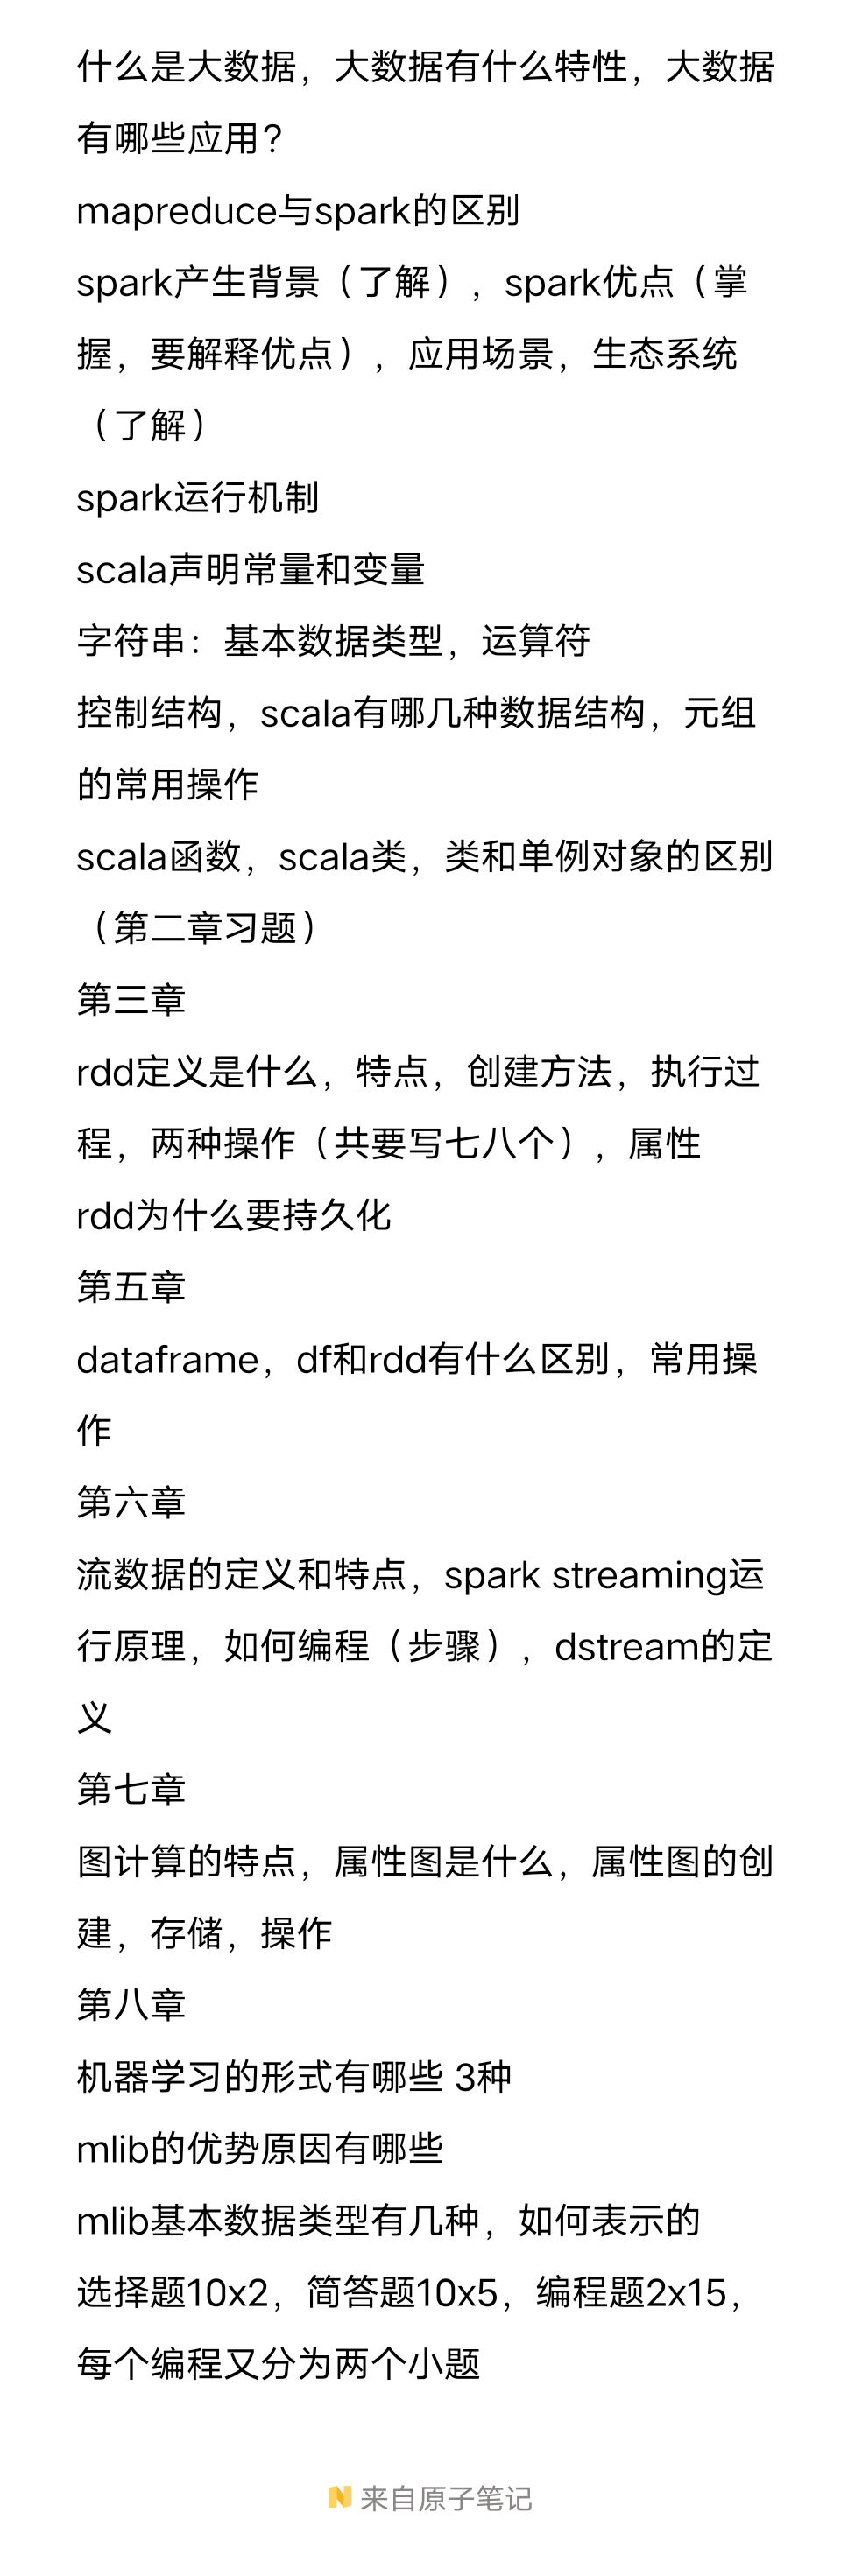 什么是大数据，大数据有什么特性，大数据
有哪些应用？
mapreduce与spark的区别
spark产生背景（了解），spark优点（掌
握，要解释优点），应用场景，生态系统
（了解）
spark运行机制
scala声明常量和变量
字符串：基本数据类型，运算符
控制结构，scala有哪几种数据结构，元组
的常用操作
scala函数，scala类，类和单例对象的区别
（第二章习题）
第三章
rdd定义是什么，特点，创建方法，执行过
程，两种操作（共要写七八个），属性
rdd为什么要持久化
第五章
dataframe，df和rdd有什么区别，常用操
作
第六章
流数据的定义和特点，spark streaming运
行原理，如何编程（步骤），dstream的定
义
第七章
图计算的特点，属性图是什么，属性图的创
建，存储，操作
第八章
机器学习的形式有哪些 3种
mlib的优势原因有哪些
mlib基本数据类型有几种，如何表示的
选择题10x2，简答题10x5，编程题2x15，
每个编程又分为两个小题
来自原子笔记